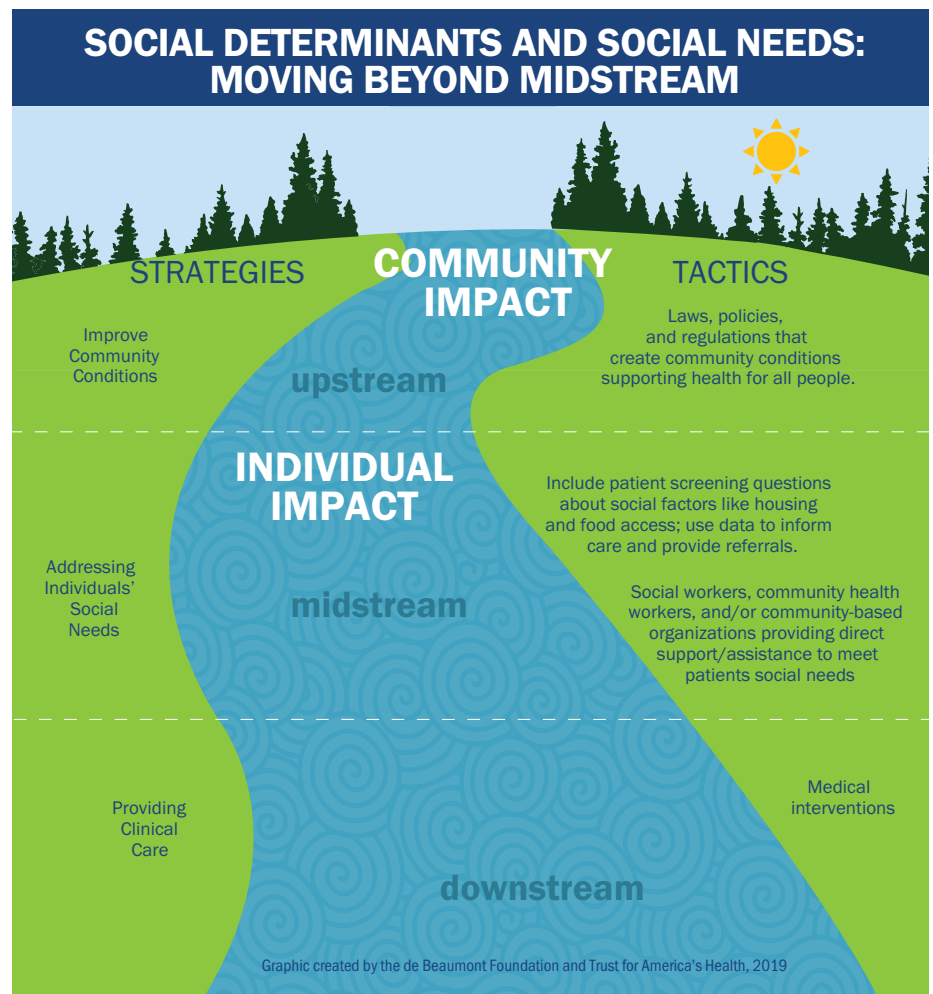 SOCIAL DETERMINANTS AND SOCIAL NEEDS:
MOVING BEYOND MIDSTREAM
STRATEGIES
COMMUNITY
IMPACT
TACTICS
Improve
Community
Conditions
upstream
Laws, policies,
and regulations that
create community conditions
supporting health for all people.
INDIVIDUAL
IMPACT
Addressing
Individuals’
Social
Needs
midstream
Include patient screening questions
about social factors like housing
and food access; use data to inform
care and provide referrals.
Social workers, community health
workers, and/or community-based
organizations providing direct
support/assistance to meet
patients social needs
Providing
Clinical
Care
downstream
Medical
interventions
Graphic created by the de Beaumont Foundation and Trust for America’s Health, 2019